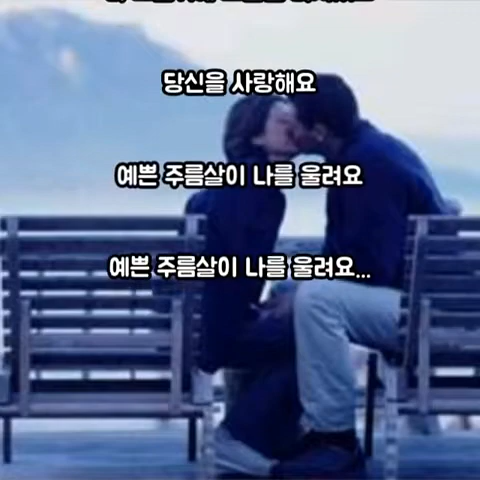 당신을 사랑해요
예쁜 주름살이 나를 울려요
예쁜 주름살이 나를 울려요...